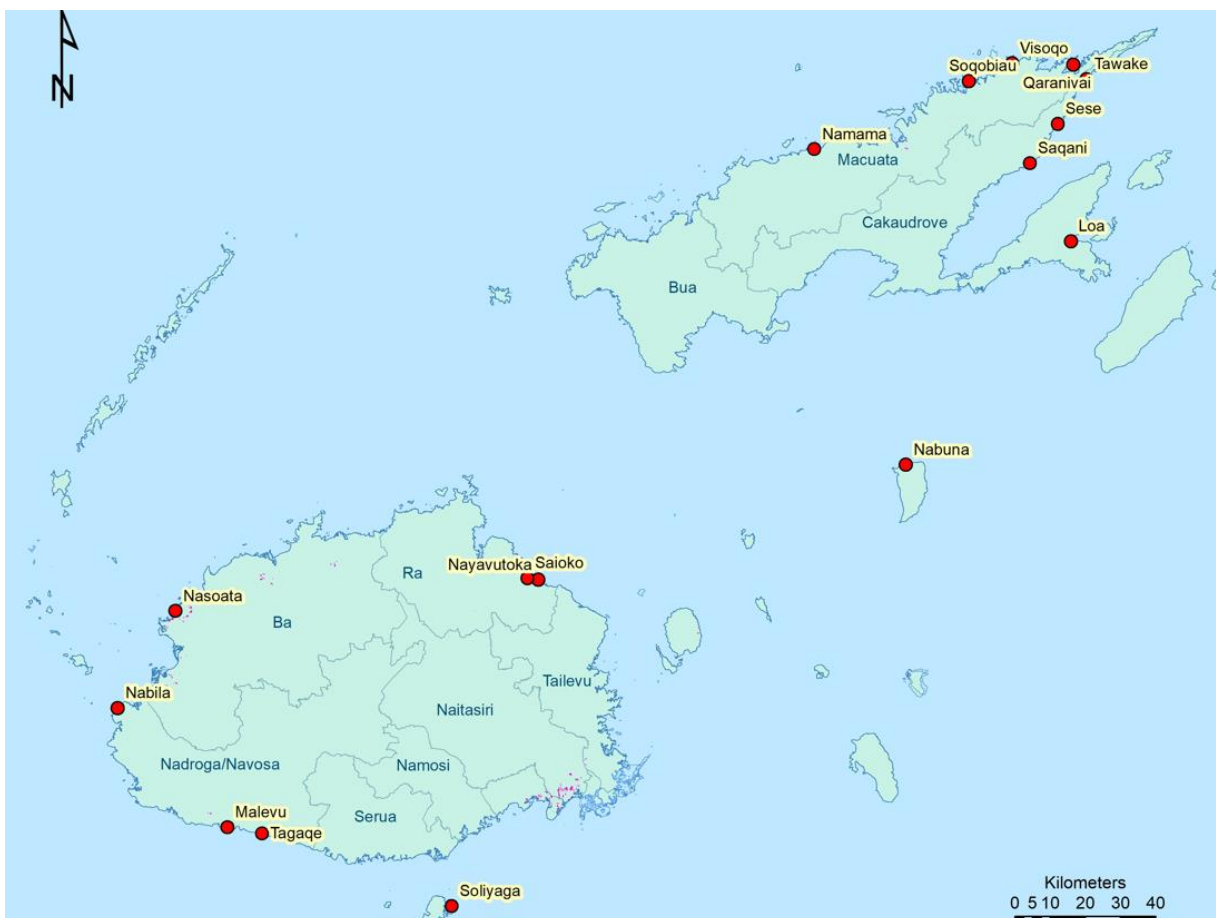 N
Visoqo
Soqobiau
Tawake
Qaranivai
Sese
Namama
Macuata
Saqani
Cakaudrove
Loa
Bua
Nabuna
Nayavutoka
Saioko
Ra
Nasoata
Ba
Tailevu
Nabila
Naitasiri
Nadroga/Navosa
Namosi
Malevu
Serua
Tagaqe
Soliyaga
Kilometers
0 5 10 20 30 40